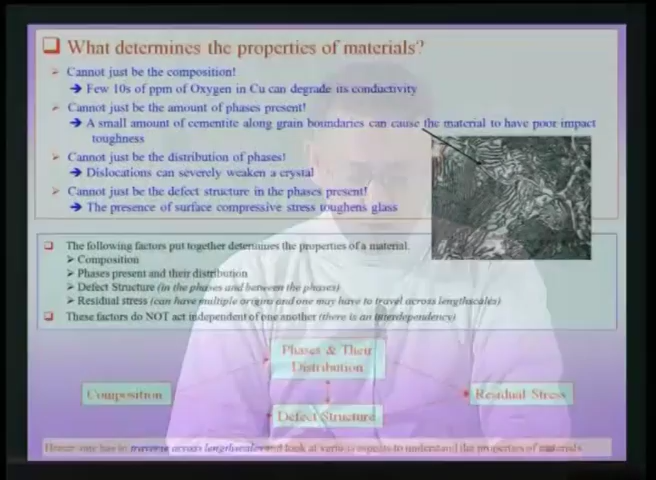 What determines the properties of materials?
Cannot just be the composition!
Few 10s of ppm of Oxygen in Cu can degrade its conductivity
Cannot just be the amount of phases present!
A small amount of cementite along grain boundaries can cause the material to have poor impact
toughness
Cannot just be the distribution of phases!
Dislocations can severely weaken a crystal
Cannot just be the defect structure in the phases present!
The presence of surface compressive stress toughens glass
The following factors put together determines the properties of a material.
Composition
Phases present and their distribution
Defect Structure (in the phases and between the phases)
Residual stress (can have multiple origins and one may have to travel across lengthscales)
These factors do NOT act independent of one another (there is an interdependency)
Phases & Their
Distribution
Composition
Residual Stress
Defect Structure
Hence, one has to traverse across lengthscales and look at various aspects to understand the properties of materials